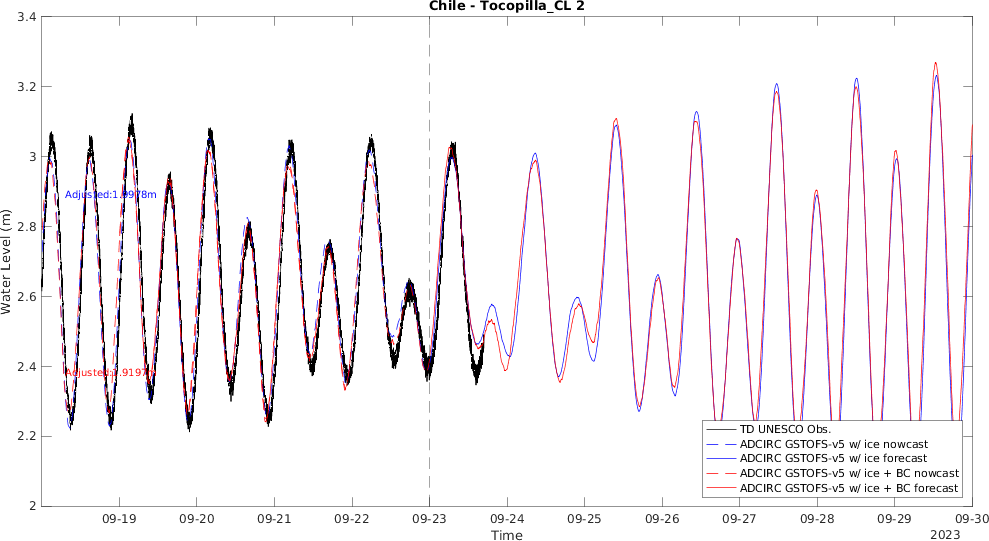 Chile - Tocopilla_CL 2
Water Level (m)
3.4
3.2
3
2.8
2.6
2.4
2.2
2
Adjusted:1.9978m
TD UNESCO Obs.
ADCIRC GSTOFS-v5 w/ ice nowcast
ADCIRC GSTOFS-v5 w/ ice forecast
ADCIRC GSTOFS-v5 w/ ice + BC nowcast
ADCIRC GSTOFS-v5 w/ ice + BC forecast
09-19 09-20 09-21 09-22 09-23 09-24 09-25 09-26 09-27 09-28 09-29 09-30
Time
2023